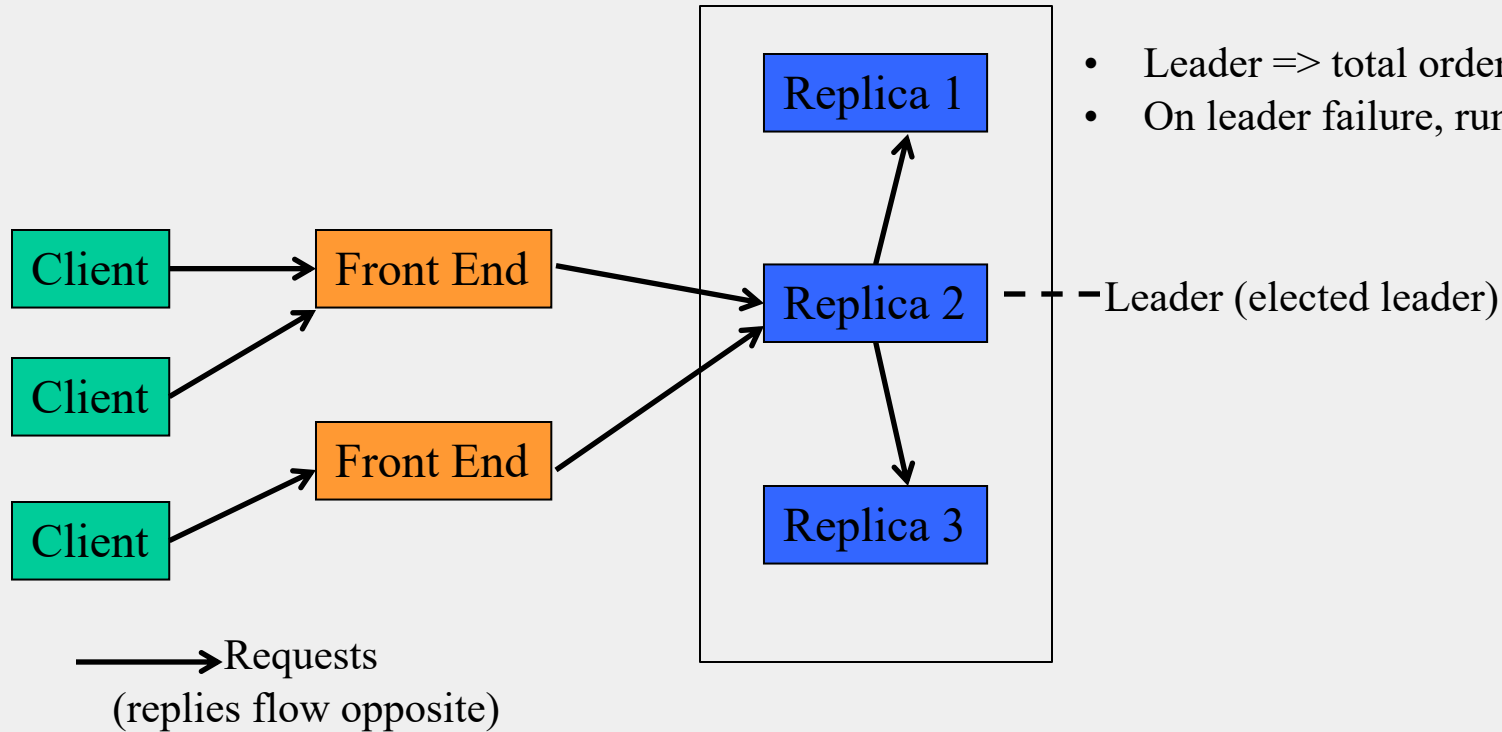 Replica 1
• Leader => total order
• On leader failure, run
Client
Front End
Replica 2
Leader (elected leader)
Client
Front End
Client
Replica 3
Requests
(replies flow opposite)